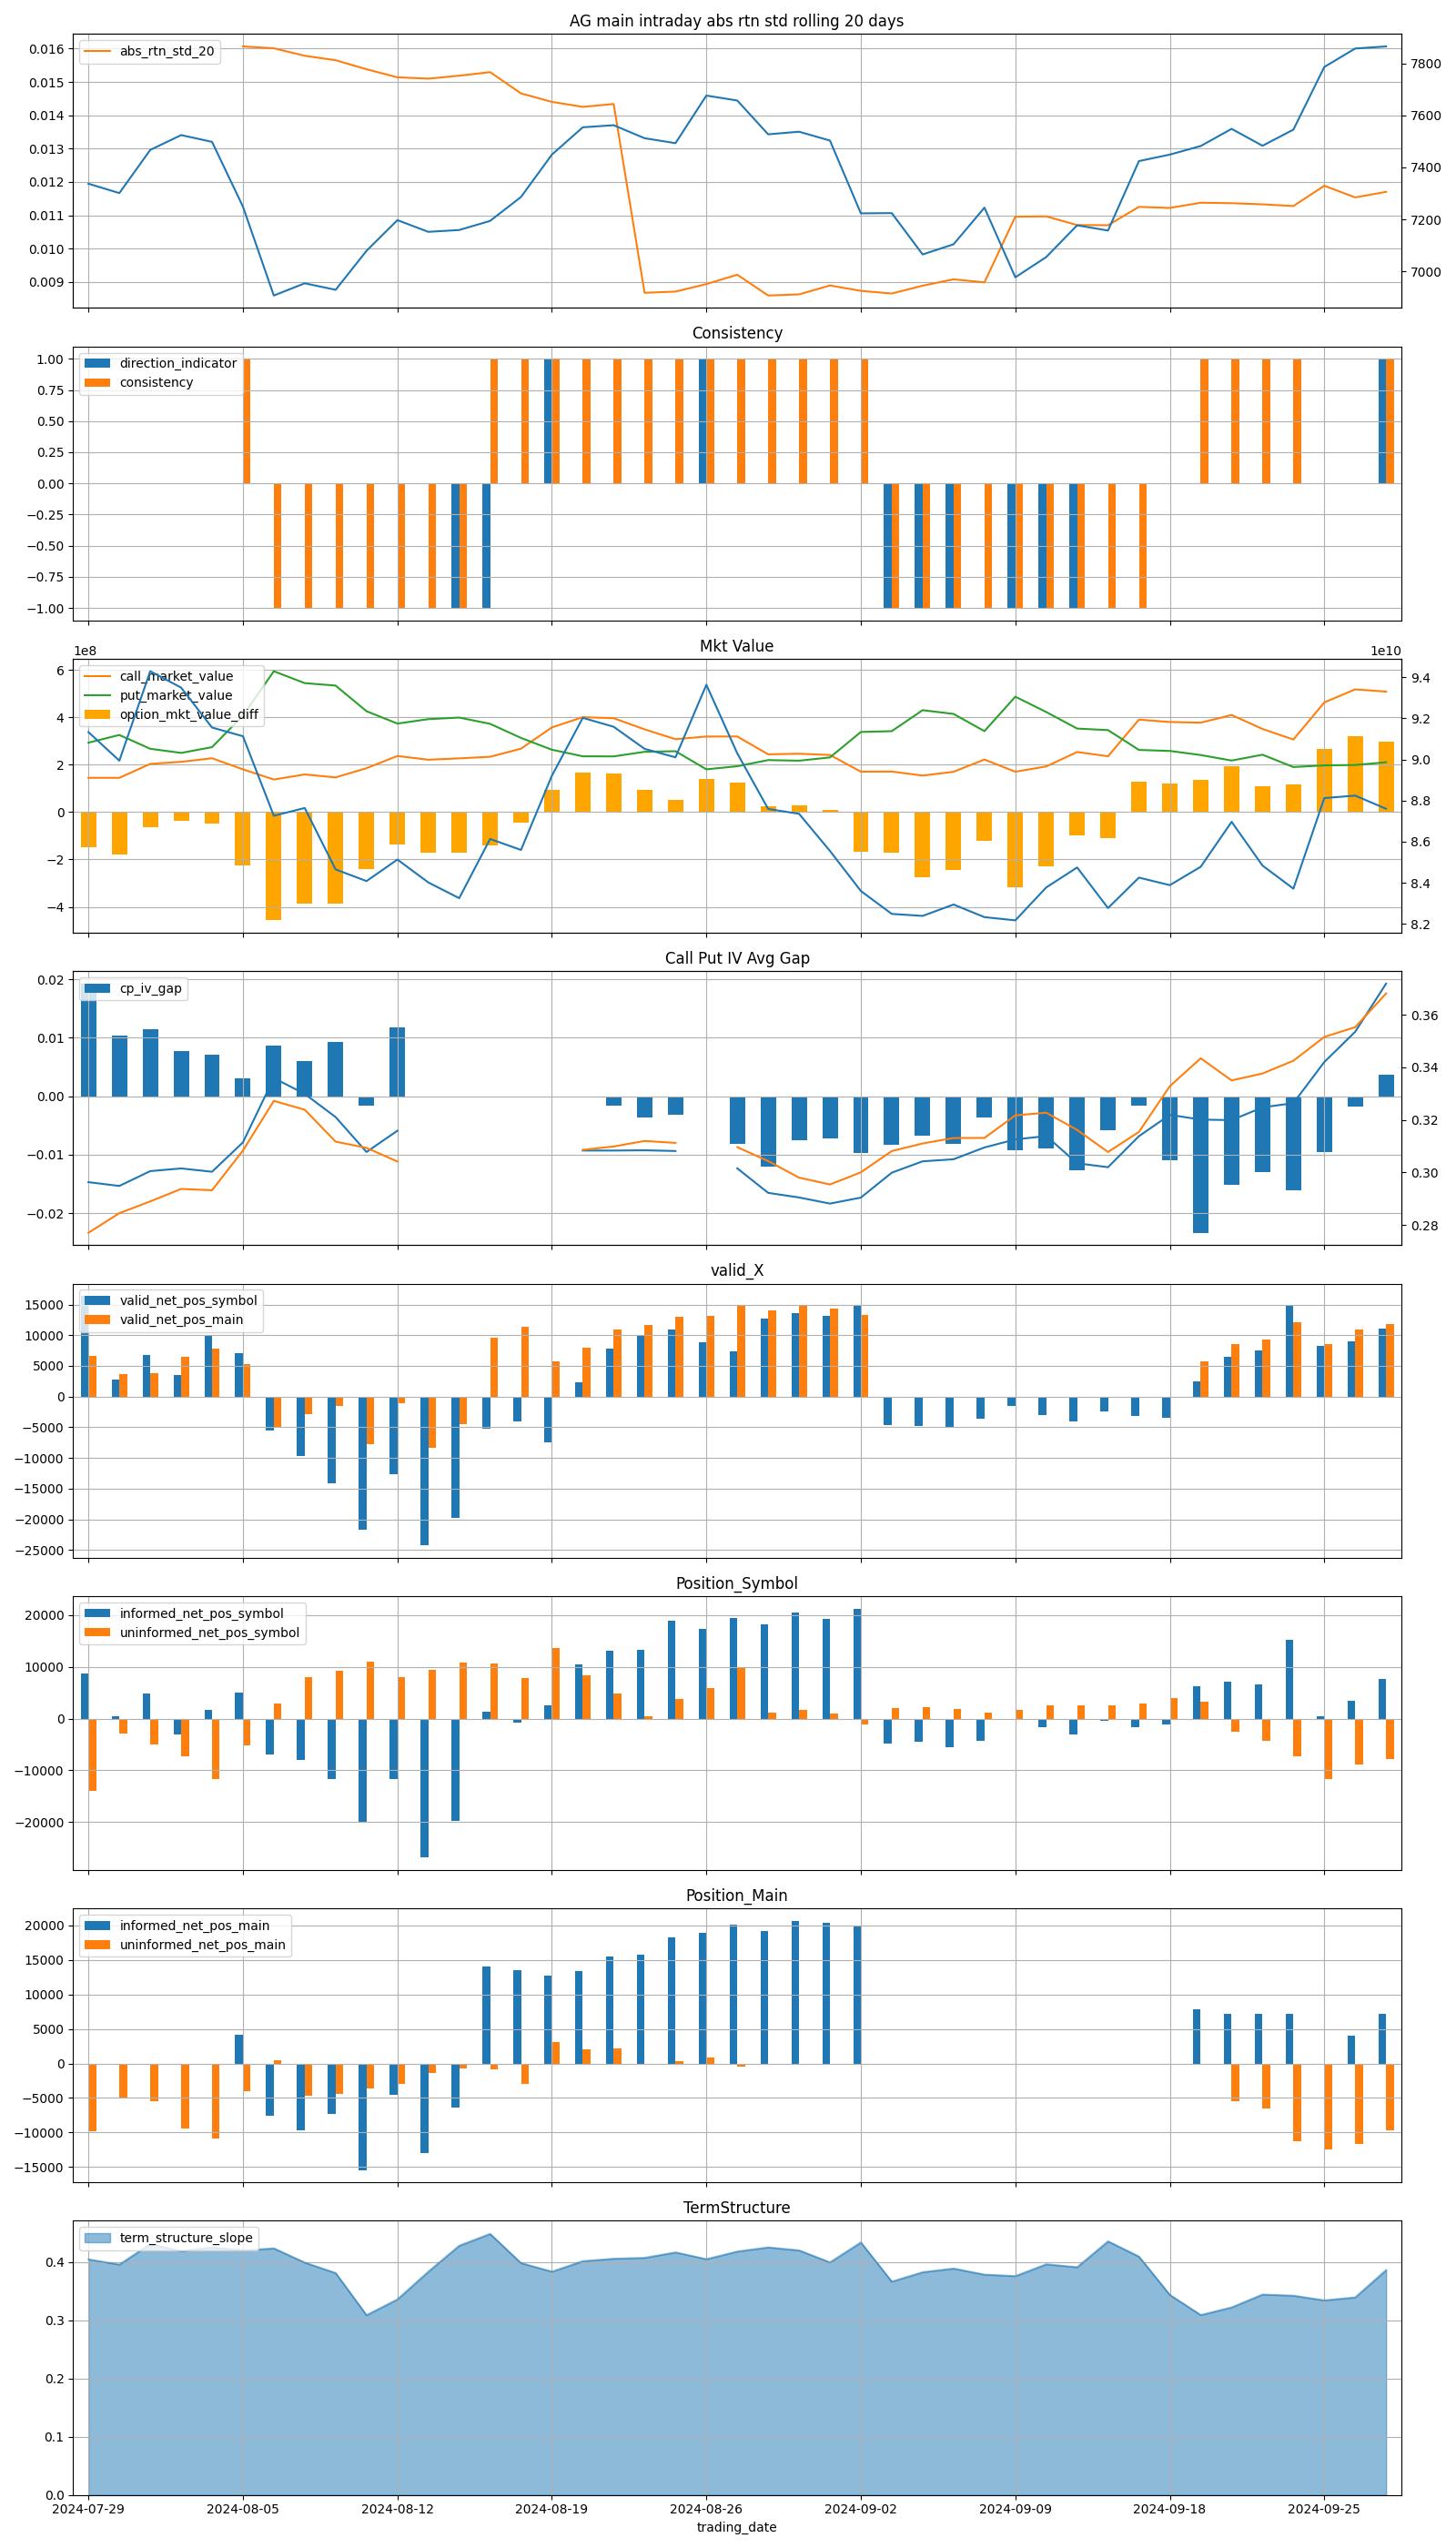 AG main intraday abs rtn std rolling 20 days
abs_rtn_std_20
0.016
0.015
0.014
0.013
0.012
0.011
0.010
0.009
7800
7600
7400
7200
7000
Consistency
direction_indicator
consistency
1.00
0.75
0.50
0.25
0.00
−0.25
−0.50
−0.75
−1.00
Mkt Value
1e8
1e10
call_market_value
put_market_value
option_mkt_value_diff
6
4
2
0
−2
−4
9.4
9.2
9.0
8.8
8.6
8.4
8.2
Call Put IV Avg Gap
cp_iv_gap
0.02
0.01
0.00
−0.01
−0.02
0.36
0.34
0.32
0.30
0.28
valid_X
valid_net_pos_symbol
valid_net_pos_main
15000
10000
5000
0
−5000
−10000
−15000
−20000
−25000
Position_Symbol
informed_net_pos_symbol
uninformed_net_pos_symbol
20000
10000
0
−10000
−20000
Position_Main
informed_net_pos_main
uninformed_net_pos_main
20000
15000
10000
5000
0
−5000
−10000
−15000
TermStructure
term_structure_slope
0.4
0.3
0.2
0.1
0.0
2024-07-29 2024-08-05 2024-08-12 2024-08-19 2024-08-26 2024-09-02 2024-09-09 2024-09-18 2024-09-25
trading_date